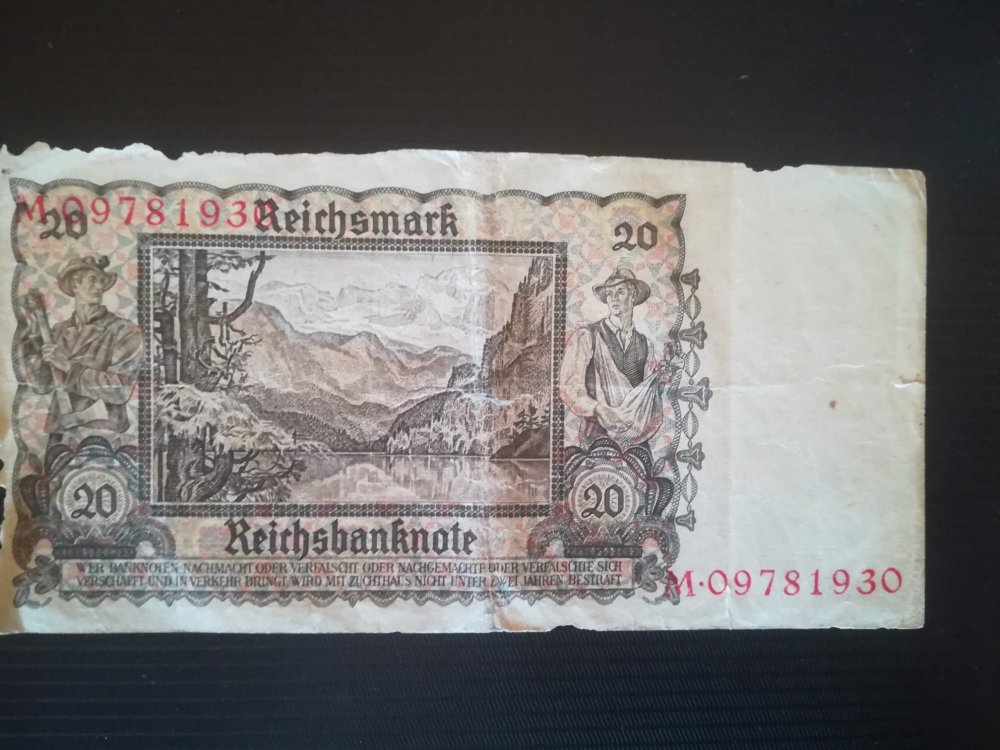 M·09781930
20 Reichsmark 20
20 20
Reichsbanknote
WER BANKNOTEN NACHMACHT ODER VERFÄLSCHT ODER NACHGEMACHTE ODER VERFÄLSCHTE SICH
VERSCHAFFT UND IN VERKEHR BRINGT, WIRD MIT ZUCHTHAUS NICHT UNTER ZWEI JAHREN BESTRAFT
M·09781930